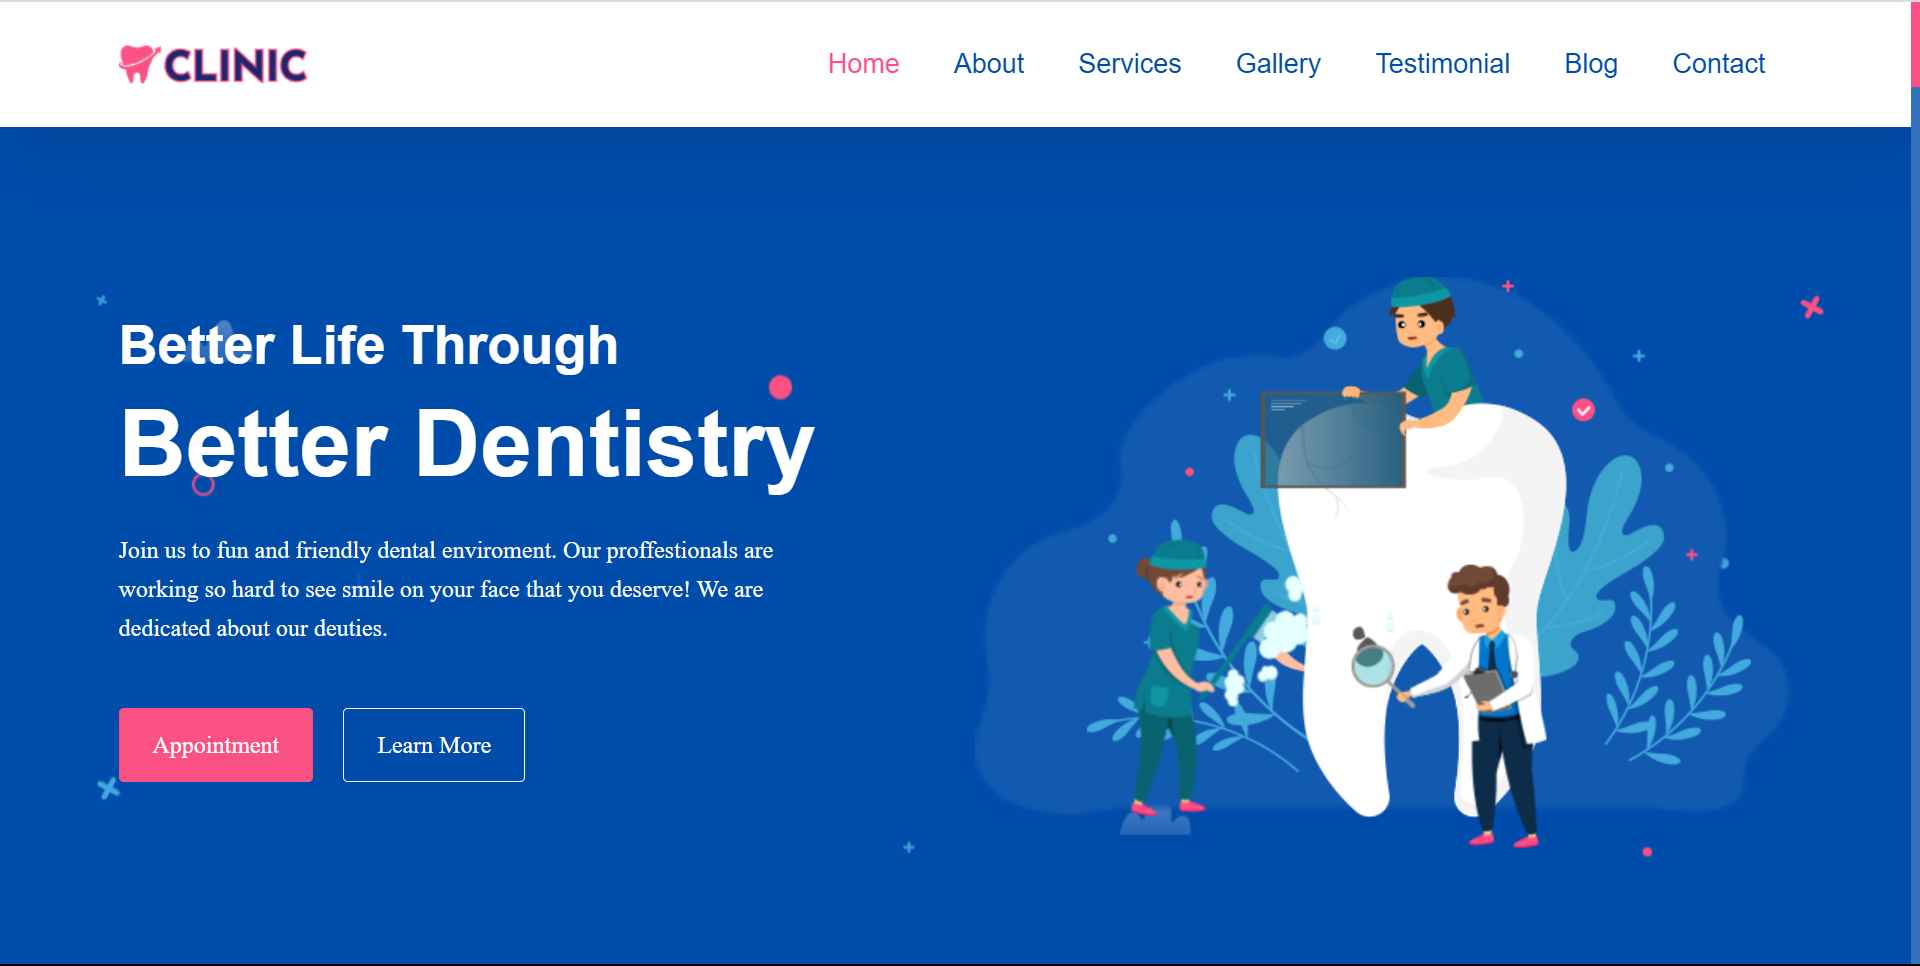 CLINIC
Home About Services Gallery Testimonial Blog Contact
Better Life Through
Better Dentistry
Join us to fun and friendly dental enviroment. Our proffestionals are
working so hard to see smile on your face that you deserve! We are
dedicated about our deuties.
Appointment Learn More